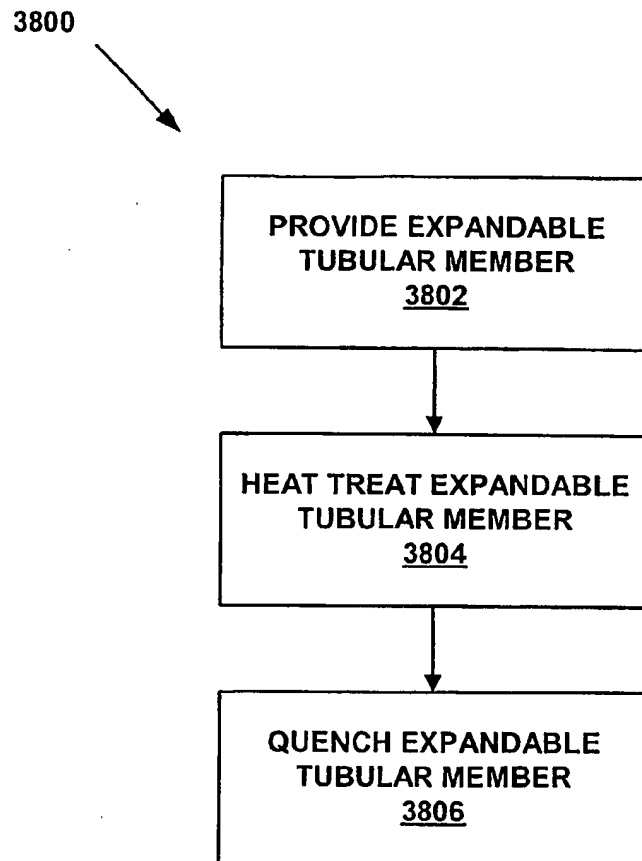 3800
PROVIDE EXPANDABLE
TUBULAR MEMBER
3802
HEAT TREAT EXPANDABLE
TUBULAR MEMBER
3804
QUENCH EXPANDABLE
TUBULAR MEMBER
3806